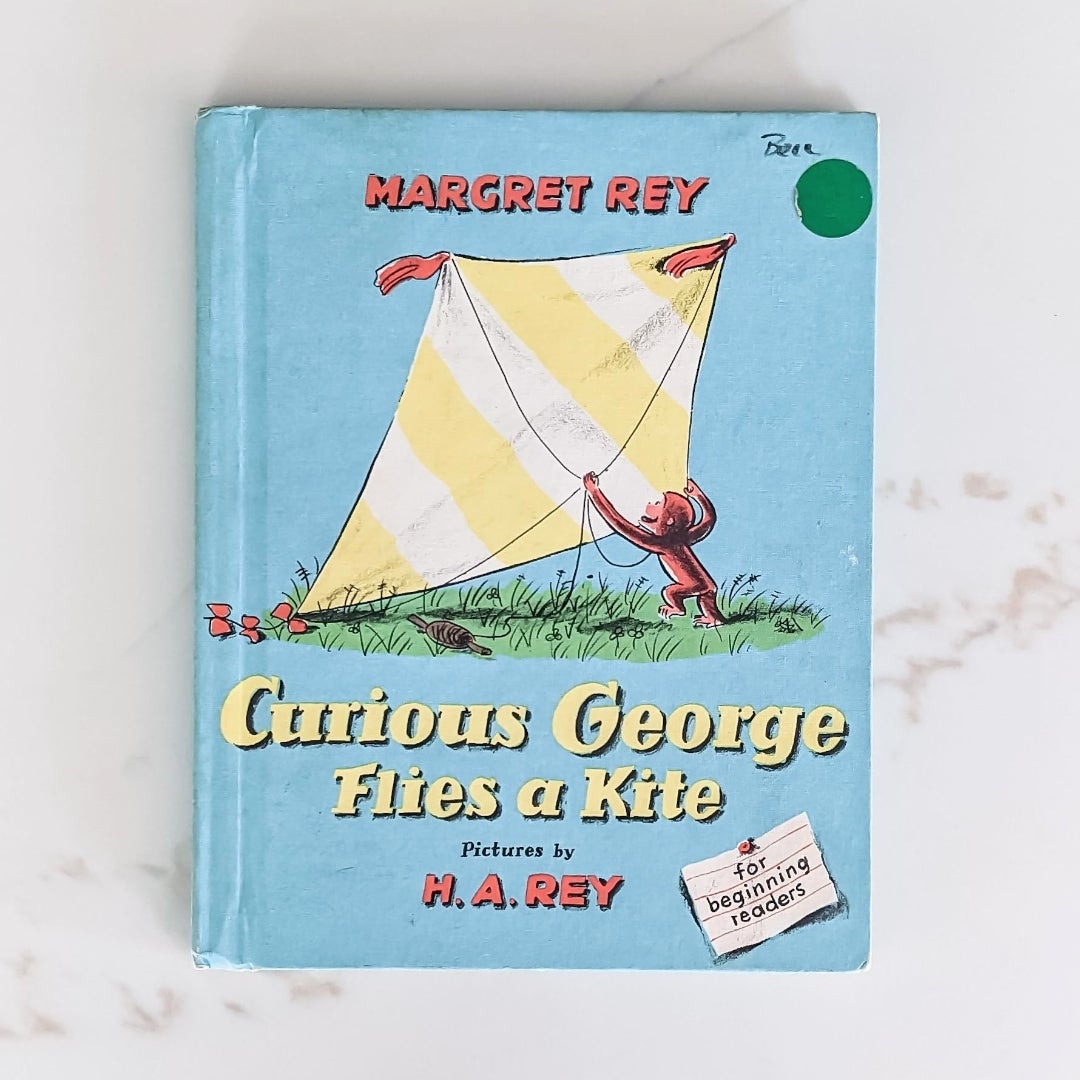 MARGRET REY
Curious George
Flies a Kite
Pictures by
H. A. REY
for
beginning
readers